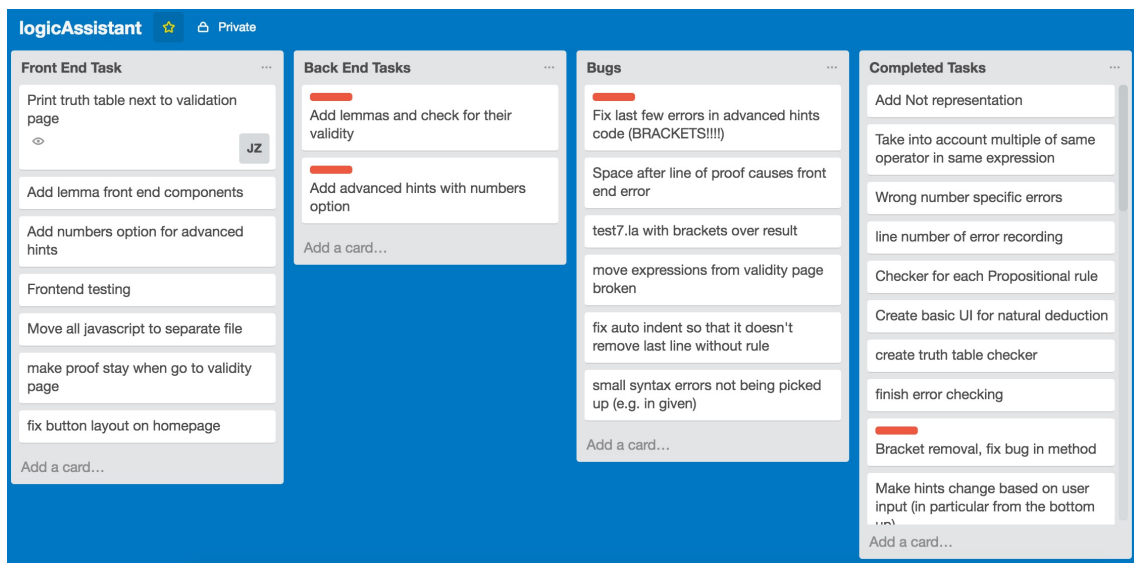 logicAssistant Private
Front End Task
Print truth table next to validation
page
JZ
Add lemma front end components
Add numbers option for advanced
hints
Frontend testing
Move all javascript to separate file
make proof stay when go to validity
page
fix button layout on homepage
Add a card…
Back End Tasks
Add lemmas and check for their
validity
Add advanced hints with numbers
option
Add a card…
Bugs
Fix last few errors in advanced hints
code (BRACKETS!!!!)
Space after line of proof causes front
end error
test7.la with brackets over result
move expressions from validity page
broken
fix auto indent so that it doesn't
remove last line without rule
small syntax errors not being picked
up (e.g. in given)
Add a card…
Completed Tasks
Add Not representation
Take into account multiple of same
operator in same expression
Wrong number specific errors
line number of error recording
Checker for each Propositional rule
Create basic UI for natural deduction
create truth table checker
finish error checking
Bracket removal, fix bug in method
Make hints change based on user
input (in particular from the bottom
up)
Add a card…